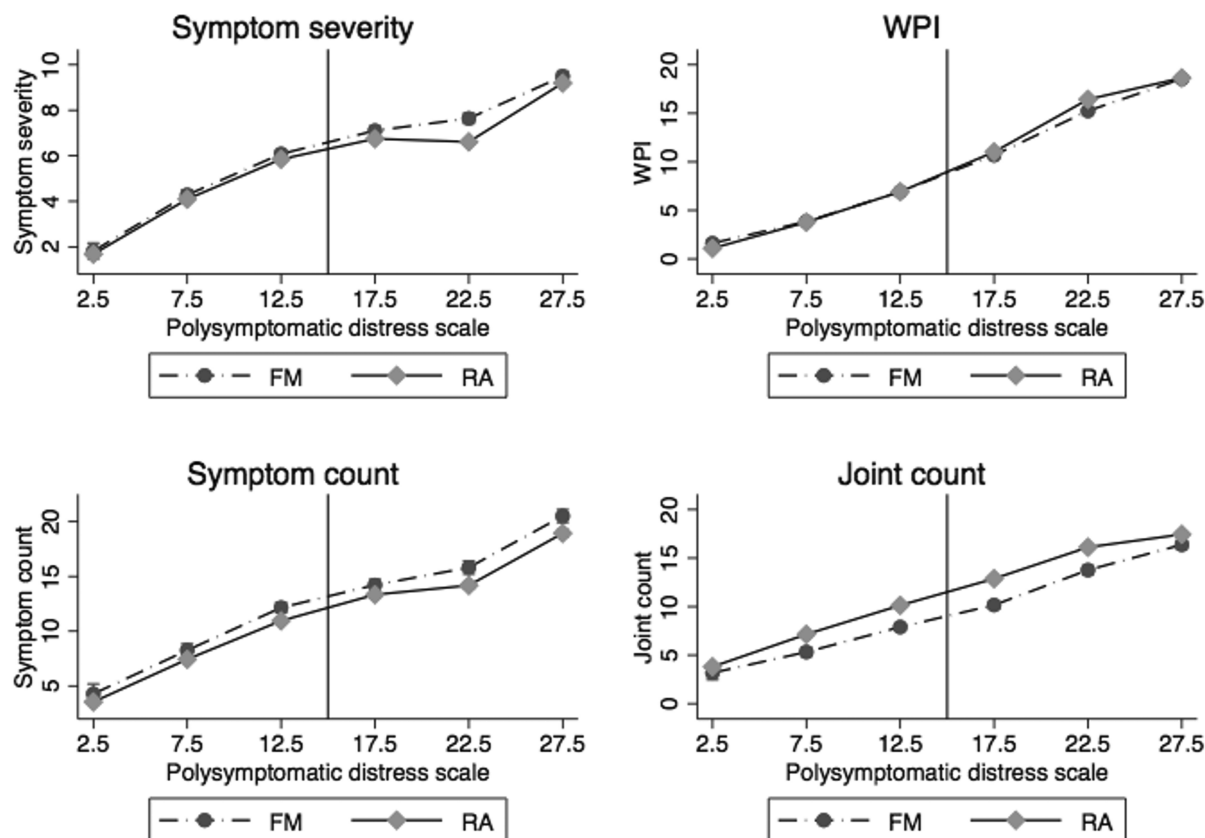 Symptom severity
Symptom severity
10
8
6
4
2
2.5 7.5 12.5 17.5 22.5 27.5
Polysymptomatic distress scale
FM RA
WPI
WPI
20
15
10
5
0
2.5 7.5 12.5 17.5 22.5 27.5
Polysymptomatic distress scale
FM RA
Symptom count
Symptom count
20
15
10
5
2.5 7.5 12.5 17.5 22.5 27.5
Polysymptomatic distress scale
FM RA
Joint count
Joint count
20
15
10
5
0
2.5 7.5 12.5 17.5 22.5 27.5
Polysymptomatic distress scale
FM RA